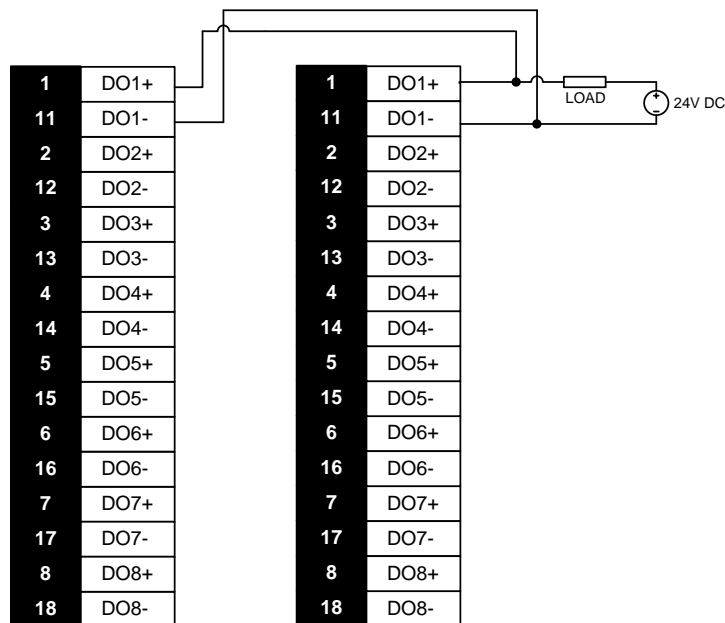 1 DO1+ 1 DO1+
LOAD
24V DC
11 DO1- 11 DO1-
2 DO2+ 2 DO2+
12 DO2- 12 DO2-
3 DO3+ 3 DO3+
13 DO3- 13 DO3-
4 DO4+ 4 DO4+
14 DO4- 14 DO4-
5 DO5+ 5 DO5+
15 DO5- 15 DO5-
6 DO6+ 6 DO6+
16 DO6- 16 DO6-
7 DO7+ 7 DO7+
17 DO7- 17 DO7-
8 DO8+ 8 DO8+
18 DO8- 18 DO8-